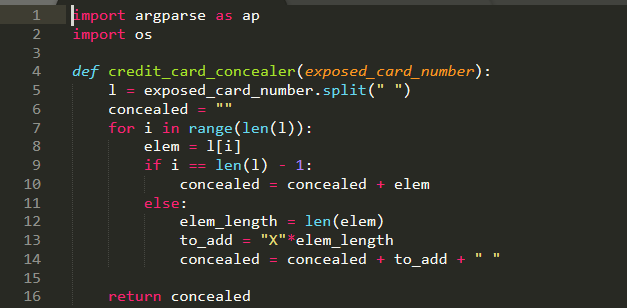 1 import argparse as ap
2 import os
3
4 def credit_card_concealer(exposed_card_number):
5     l = exposed_card_number.split(" ")
6     concealed = ""
7     for i in range(len(l)):
8         elem = l[i]
9         if i == len(l) - 1:
10             concealed = concealed + elem
11         else:
12             elem_length = len(elem)
13             to_add = "X"*elem_length
14             concealed = concealed + to_add + " "
15
16     return concealed